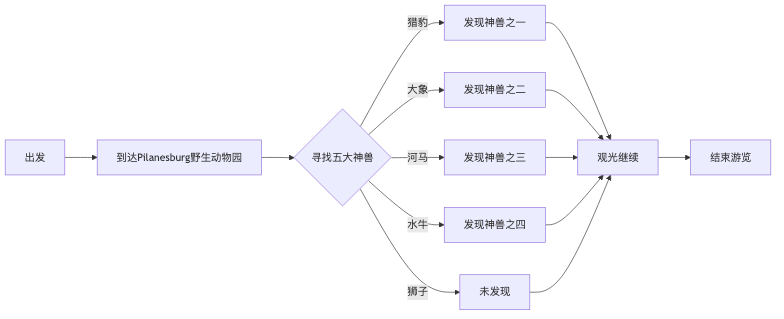 出发
到达Pilanesburg野生动物园
寻找五大神兽
猎豹
发现神兽之一
大象
发现神兽之二
河马
发现神兽之三
水牛
发现神兽之四
狮子
未发现
观光继续
结束游览